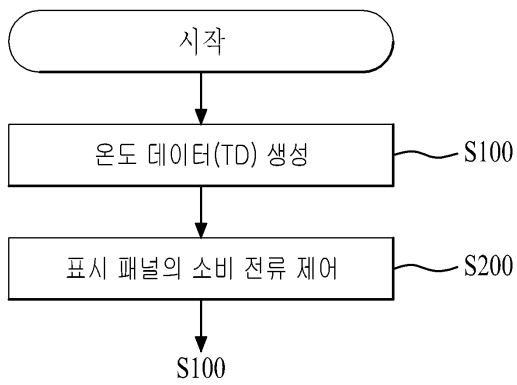 시작
온도 데이터(TD) 생성
S100
표시 패널의 소비 전류 제어
S200
S100